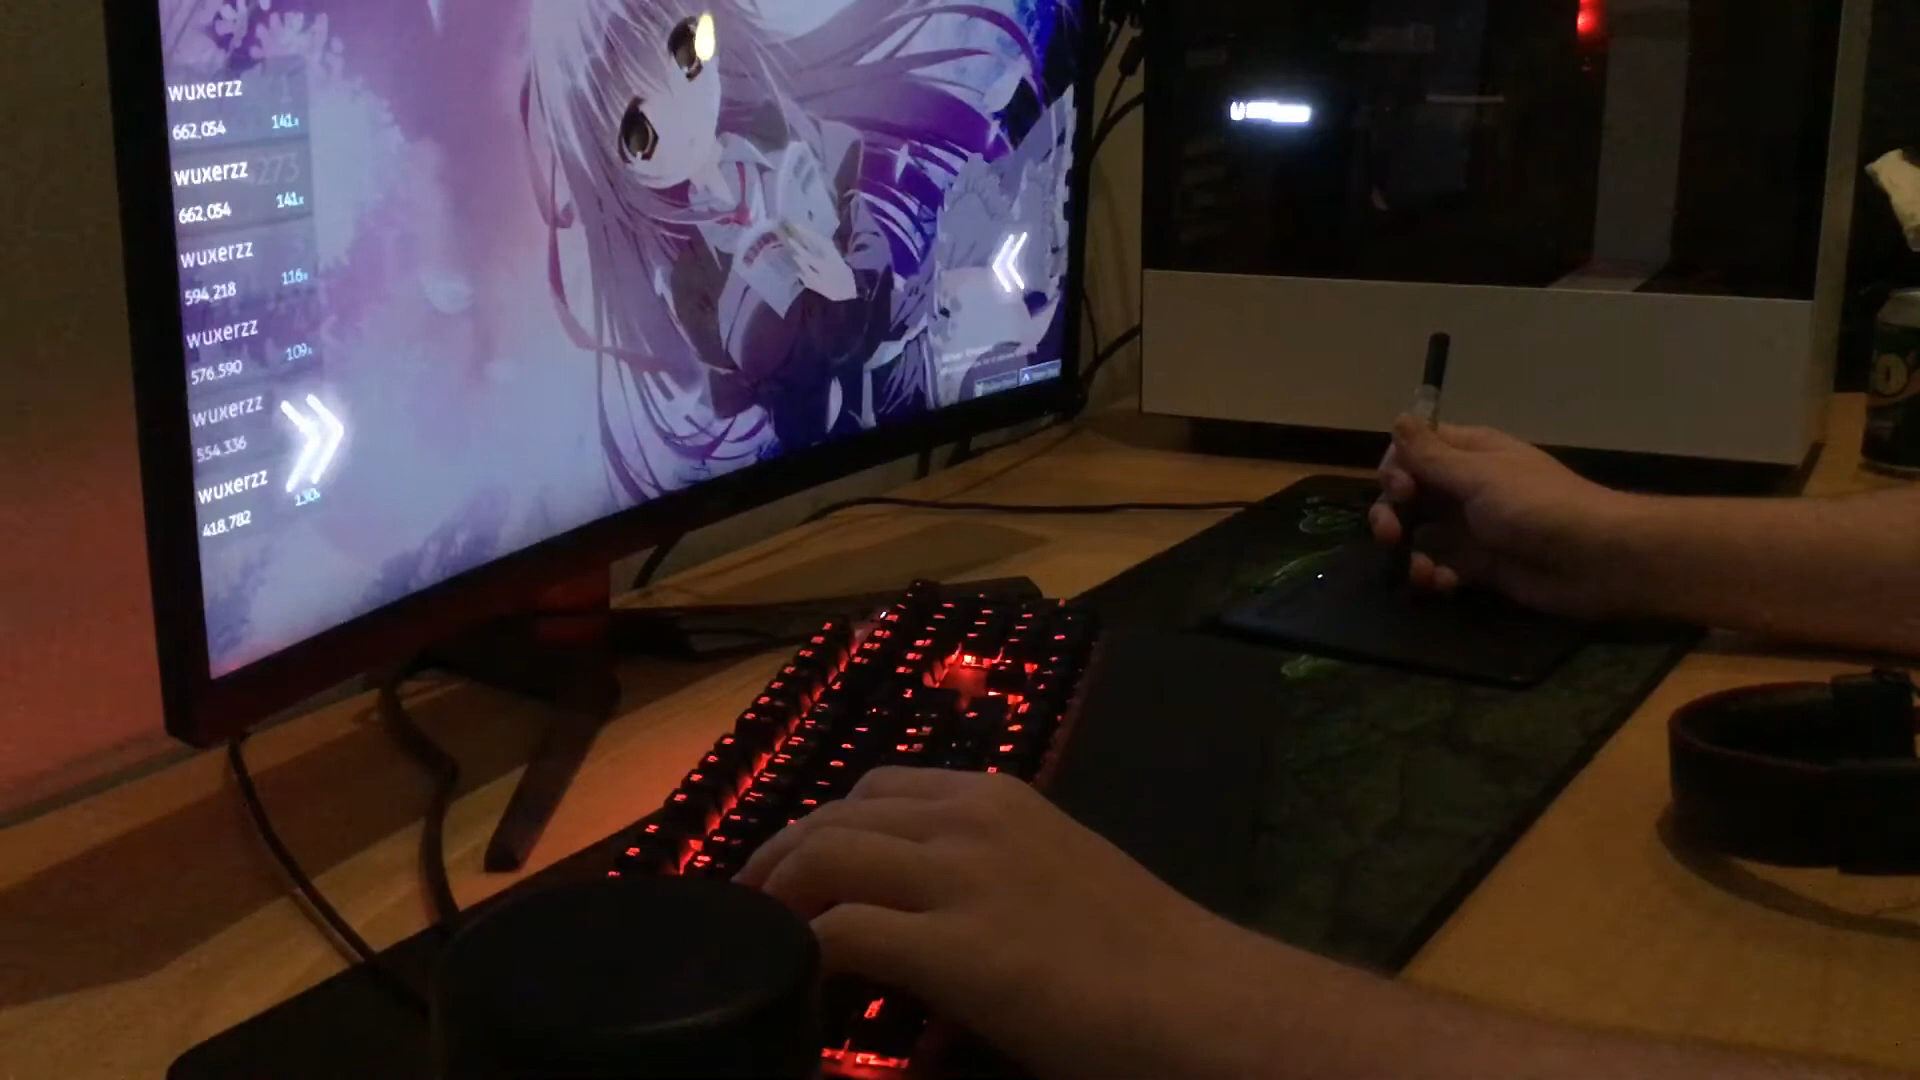 wuxerzz
662,054 141x
wuxerzz
662,054 141x
wuxerzz
594,218 116x
wuxerzz
576,590 109x
wuxerzz
554,336
wuxerzz
418,782 130x